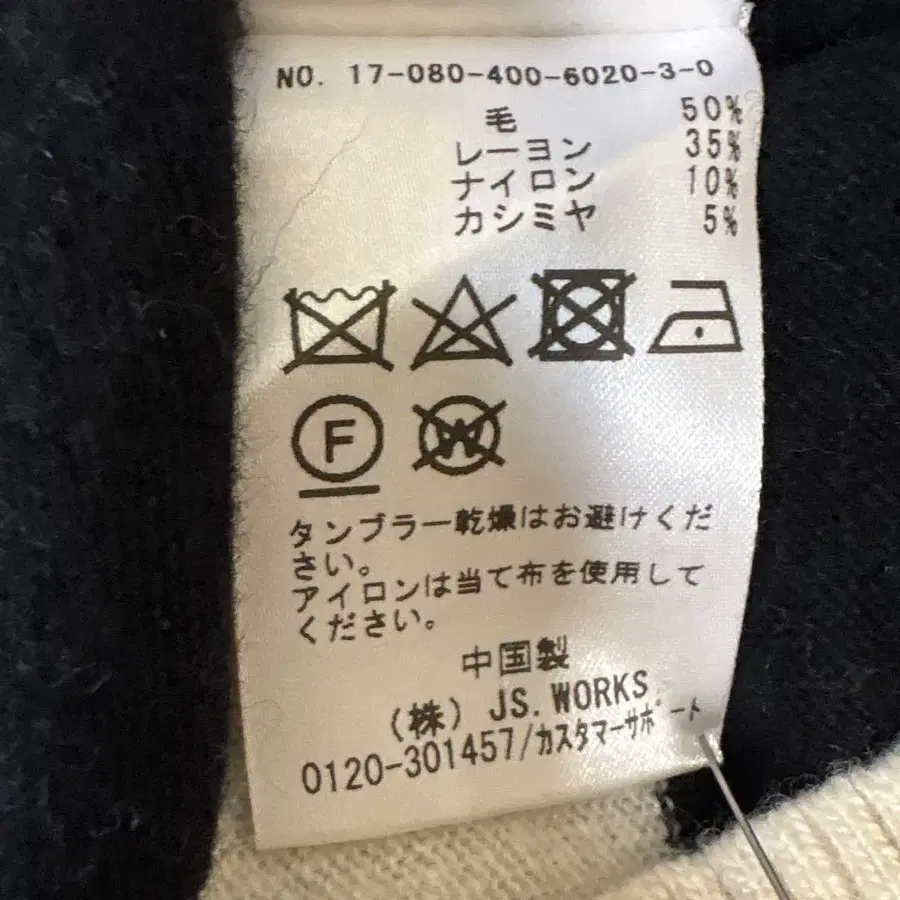 NO. 17-080-400-6020-3-0
毛 50%
レーヨン 35%
ナイロン 10%
カシミヤ 5%
F
W
タンブラー乾燥はお避けくだ
さい。
アイロンは当て布を使用して
ください。
中国製
(株) JS.WORKS
0120-301457/カスタマーサポート